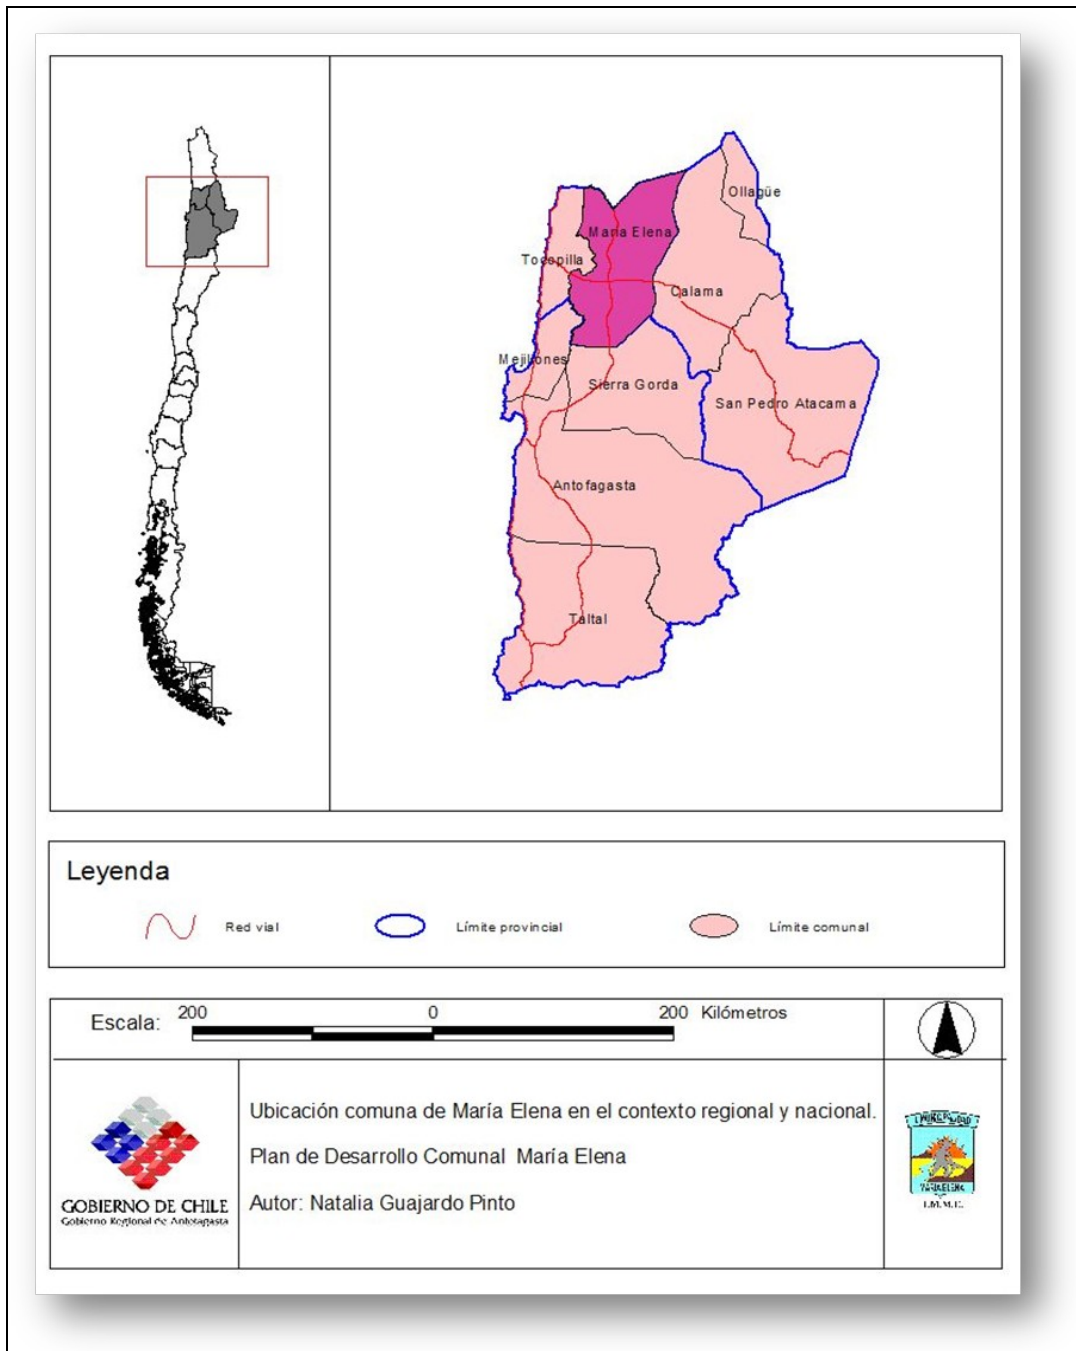 Ollagüe
María Elena
Tocopilla
Calama
Mejillones
Sierra Gorda
San Pedro Atacama
Antofagasta
Taltal
Leyenda
Red vial
Límite provincial
Límite comunal
Escala: 200 0 200 Kilómetros
Ubicación comuna de María Elena en el contexto regional y nacional.
Plan de Desarrollo Comunal María Elena
Autor: Natalia Guajardo Pinto
GOBIERNO DE CHILE
Gobierno Regional de Antofagasta
MARIA ELENA
I.M.M.E.